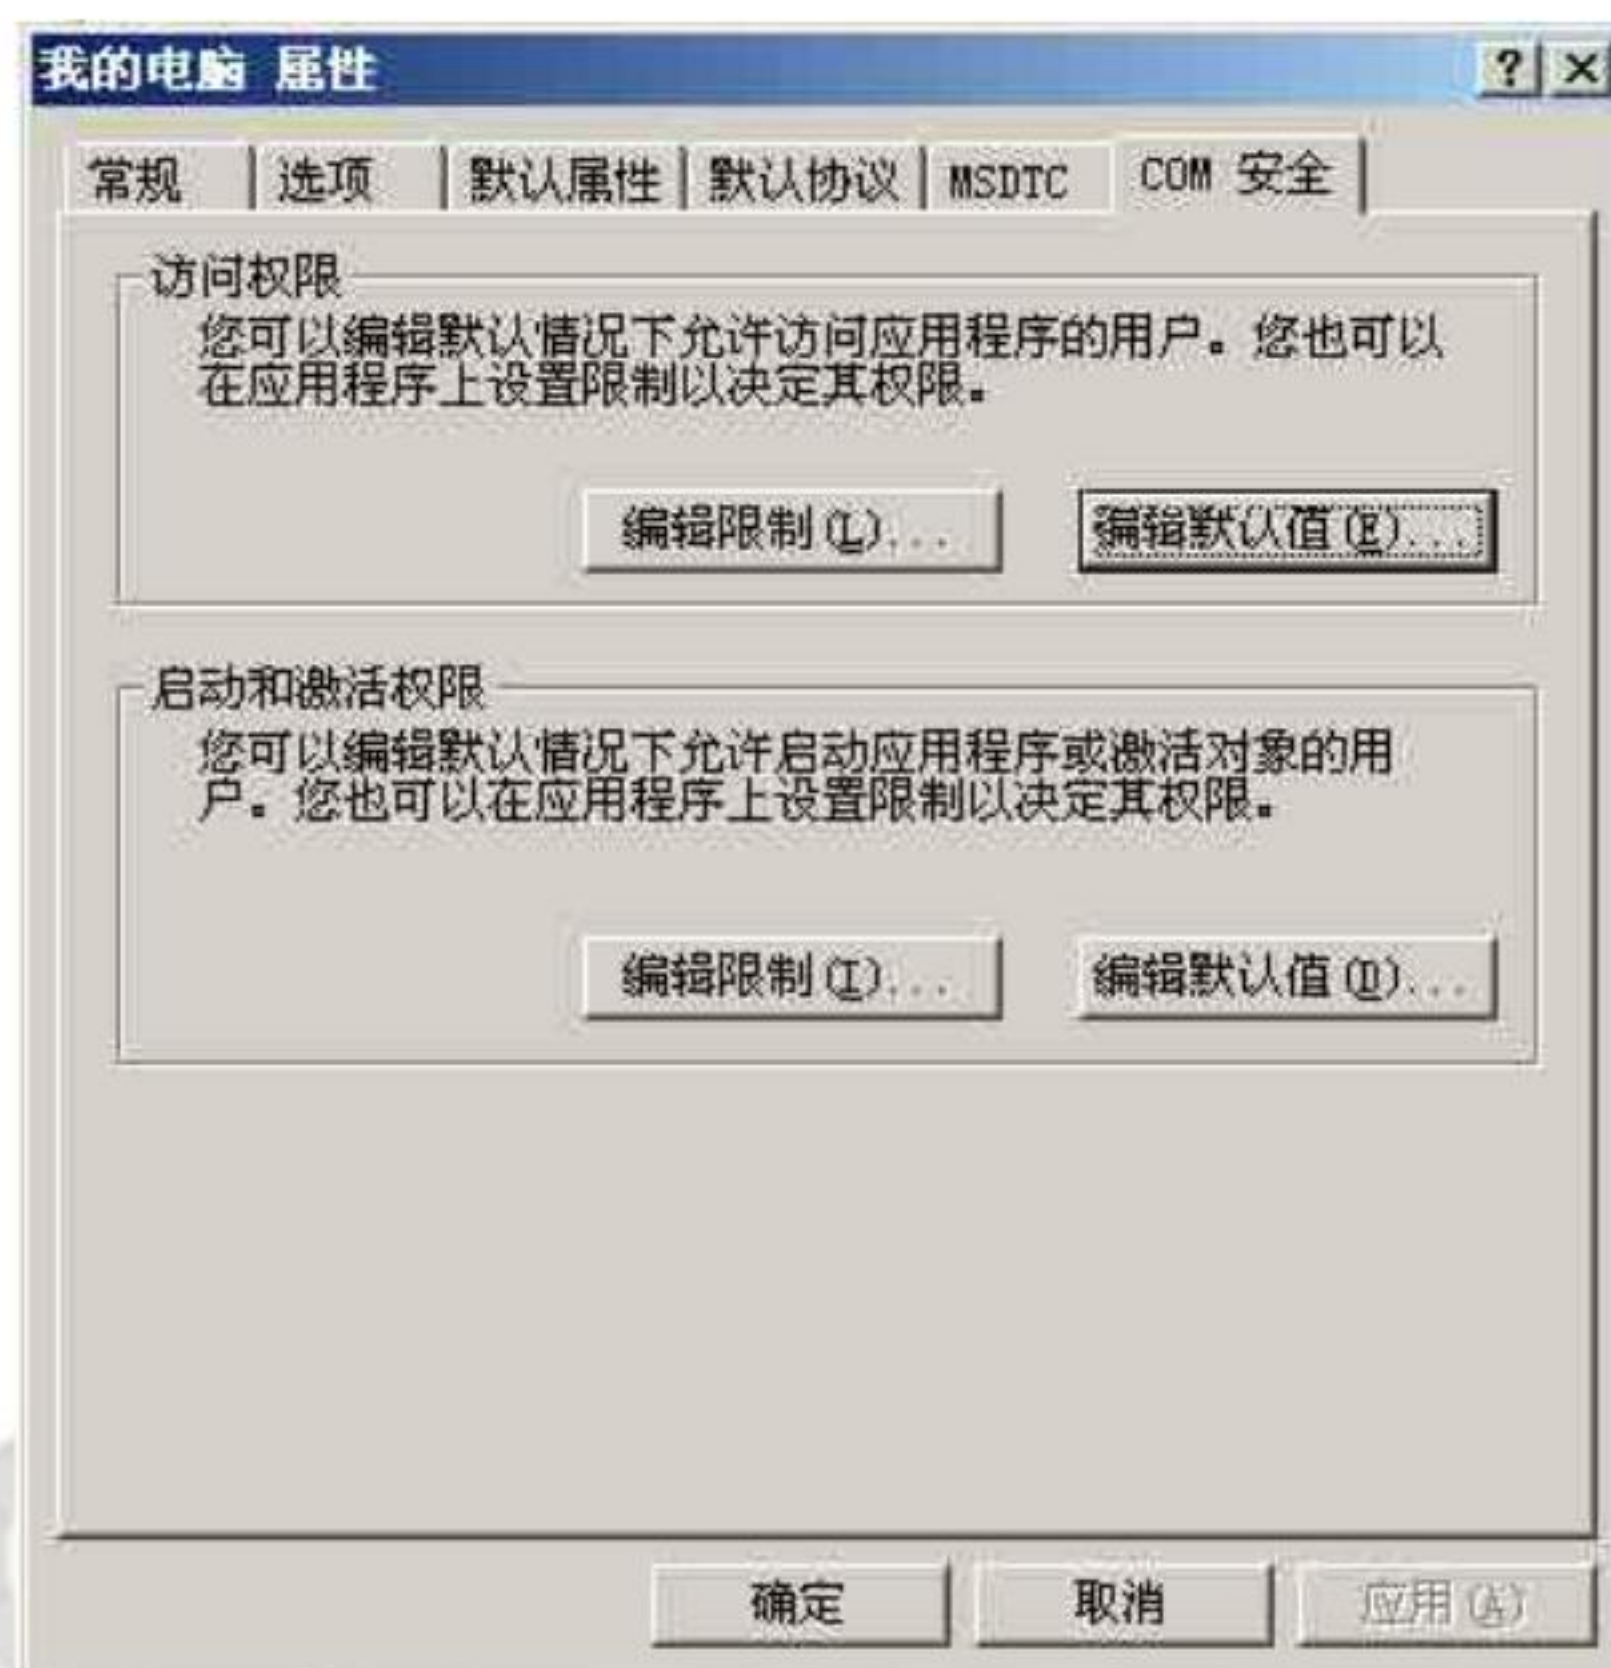 我的电脑 属性
常规 选项 默认属性 默认协议 MSDTC COM 安全
访问权限
您可以编辑默认情况下允许访问应用程序的用户。您也可以
在应用程序上设置限制以决定其权限。
编辑限制(L)... 编辑默认值(E)...
启动和激活权限
您可以编辑默认情况下允许启动应用程序或激活对象的用
户。您也可以在应用程序上设置限制以决定其权限。
编辑限制(I)... 编辑默认值(D)...
确定 取消 应用(A)